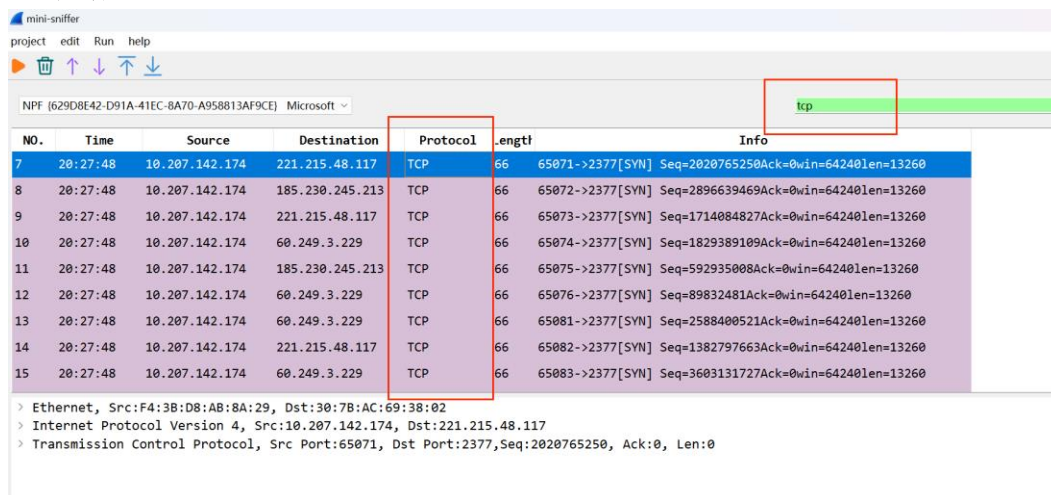 mini-sniffer
project edit Run help
NPF {629D8E42-D91A-41EC-8A70-A958813AF9CE} Microsoft
tcp
NO. Time Source Destination Protocol Length Info
7 20:27:48 10.207.142.174 221.215.48.117 TCP 66 65071->2377[SYN] Seq=2020765250Ack=0win=64240len=13260
8 20:27:48 10.207.142.174 185.230.245.213 TCP 66 65072->2377[SYN] Seq=2896639469Ack=0win=64240len=13260
9 20:27:48 10.207.142.174 221.215.48.117 TCP 66 65073->2377[SYN] Seq=1714084827Ack=0win=64240len=13260
10 20:27:48 10.207.142.174 60.249.3.229 TCP 66 65074->2377[SYN] Seq=1829389109Ack=0win=64240len=13260
11 20:27:48 10.207.142.174 185.230.245.213 TCP 66 65075->2377[SYN] Seq=592935008Ack=0win=64240len=13260
12 20:27:48 10.207.142.174 60.249.3.229 TCP 66 65076->2377[SYN] Seq=89832481Ack=0win=64240len=13260
13 20:27:48 10.207.142.174 60.249.3.229 TCP 66 65081->2377[SYN] Seq=2588400521Ack=0win=64240len=13260
14 20:27:48 10.207.142.174 221.215.48.117 TCP 66 65082->2377[SYN] Seq=1382797663Ack=0win=64240len=13260
15 20:27:48 10.207.142.174 60.249.3.229 TCP 66 65083->2377[SYN] Seq=3603131727Ack=0win=64240len=13260
> Ethernet, Src:F4:3B:D8:AB:8A:29, Dst:30:7B:AC:69:38:02
> Internet Protocol Version 4, Src:10.207.142.174, Dst:221.215.48.117
> Transmission Control Protocol, Src Port:65071, Dst Port:2377,Seq:2020765250, Ack:0, Len:0